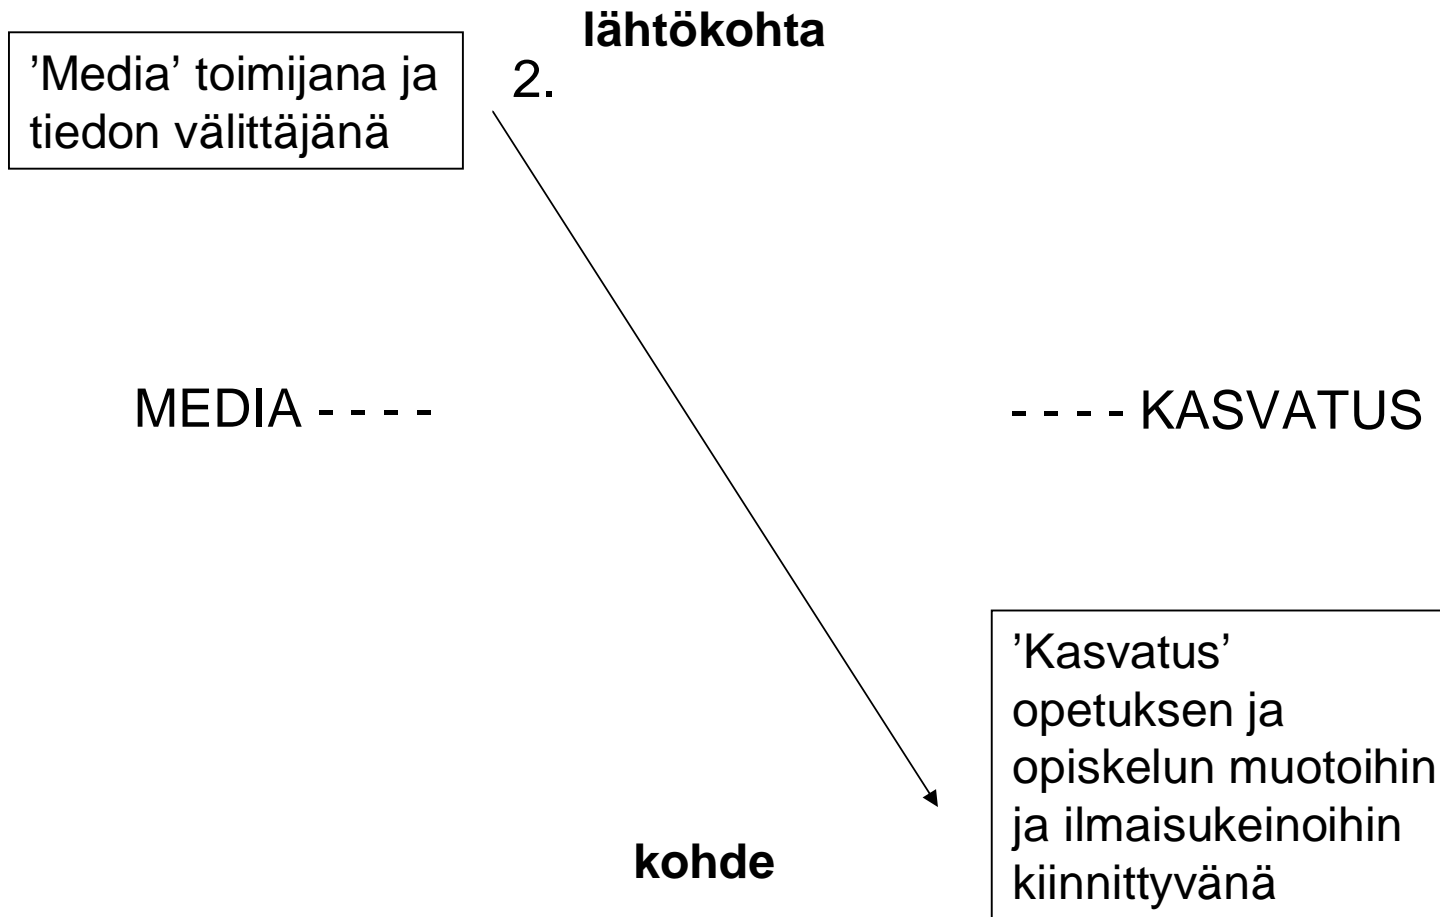 lähtökohta
’Media’ toimijana ja
tiedon välittäjänä
2.
MEDIA - - - -
- - - - KASVATUS
’Kasvatus’
opetuksen ja
opiskelun muotoihin
ja ilmaisukeinoihin
kiinnittyvänä
kohde